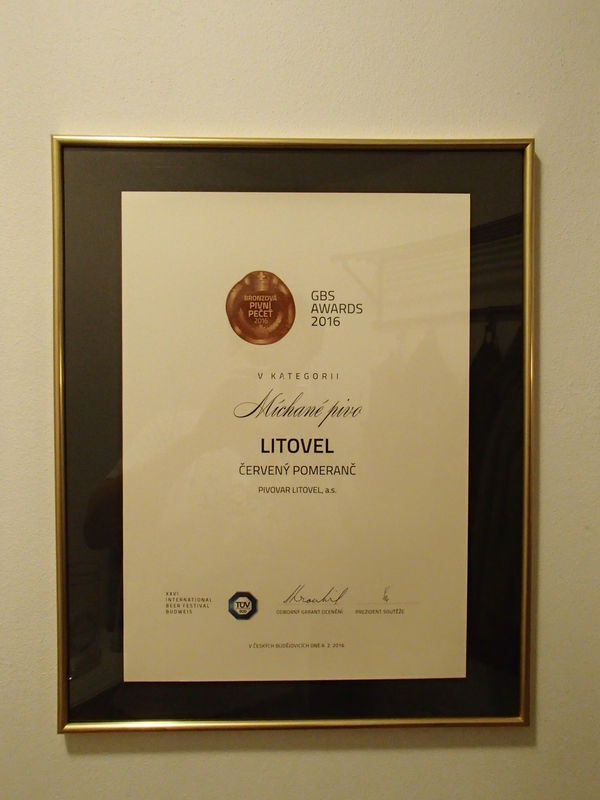 BRONZOVÁ
PIVNÍ
PEČEŤ
2016
GBS
AWARDS
2016
V KATEGORII
Míchané pivo
LITOVEL
ČERVENÝ POMERANČ
PIVOVAR LITOVEL, a.s.
XXVI
INTERNATIONAL
BEER FESTIVAL
BUDWEIS
TÜV
SÜD
ODBORNÝ GARANT OCENĚNÍ
PREZIDENT SOUTĚŽE
V ČESKÝCH BUDĚJOVICÍCH DNE 6. 2. 2016